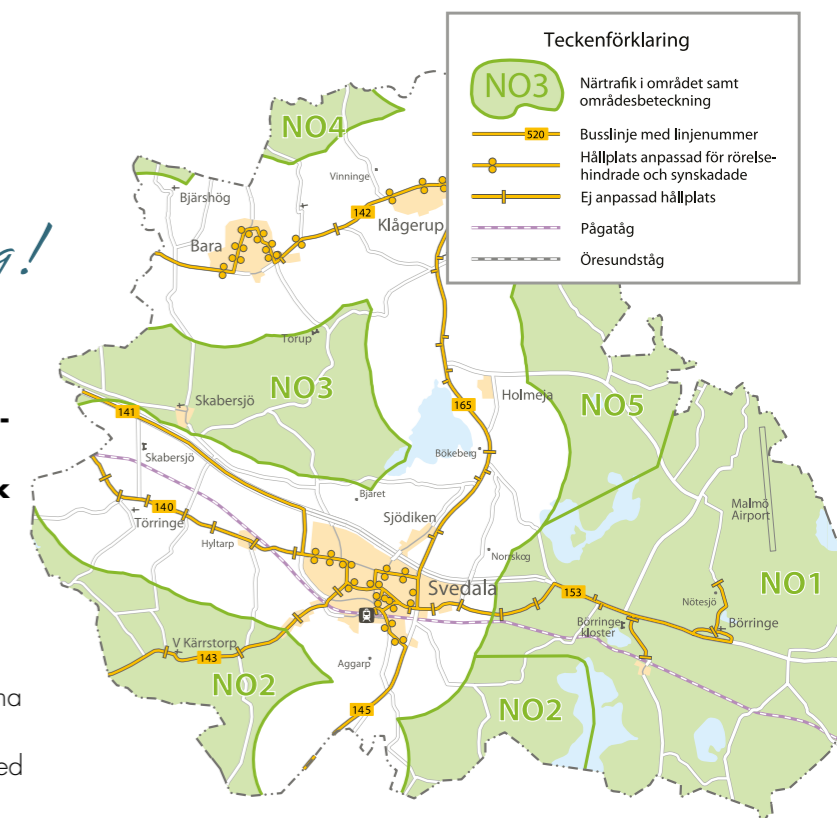 Teckenförklaring
NO3
Närtrafik i området samt
områdesbeteckning
520
Busslinje med linjenummer
Hållplats anpassad för rörelse-
hindrade och synskadade
Ej anpassad hållplats
Pågatåg
Öresundståg
g!
-
k
na
ed
NO4
Vinninge
Bjärshög
142
Klågerup
Bara
Torup
NO3
Skabersjö
141
165
Holmeja
NO5
Skabersjö
Bökeberg
140
Törringe
Bjäret
Sjödiken
Malmö
Airport
Hyltarp
Norrskog
Svedala
153
NO1
Nötesjö
Börringe
Börringe-
kloster
V Kärrstorp
143
Aggarp
NO2
145
NO2